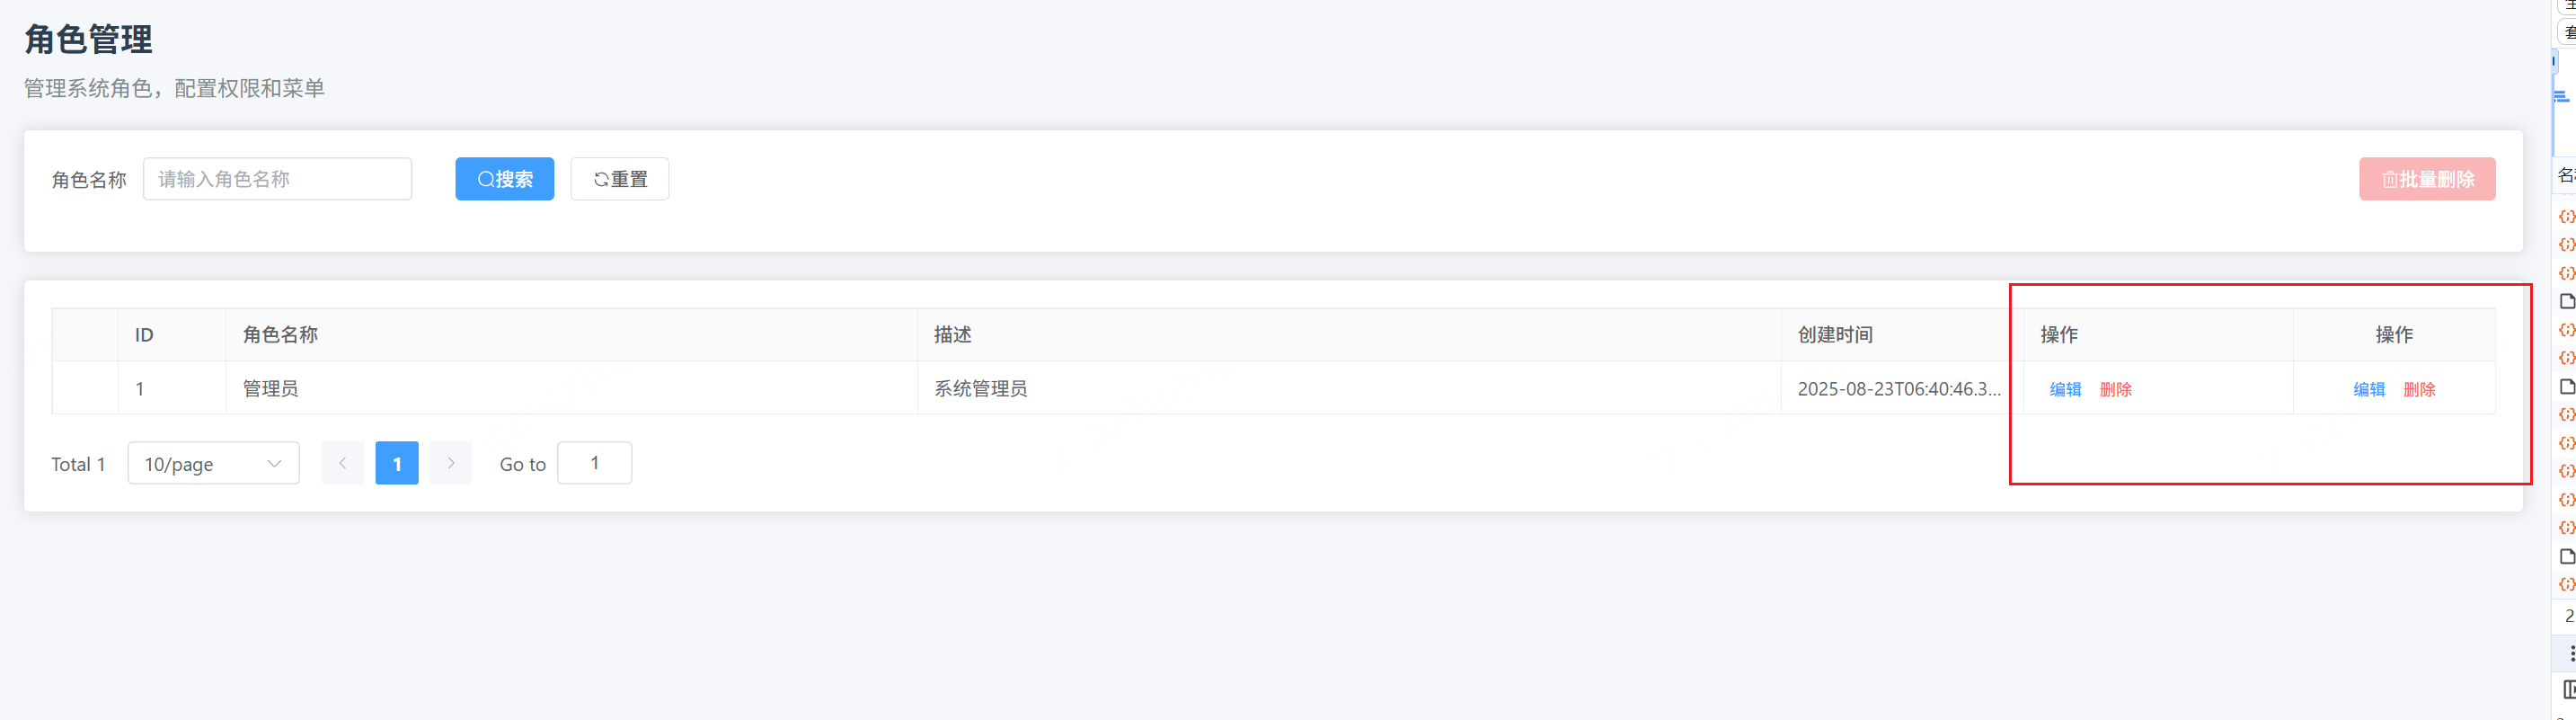 角色管理
管理系统角色，配置权限和菜单
角色名称 请输入角色名称 搜索 重置 批量删除
ID 角色名称 描述 创建时间 操作 操作
1 管理员 系统管理员 2025-08-23T06:40:46.3... 编辑 删除 编辑 删除
Total 1 10/page 1 Go to 1
2